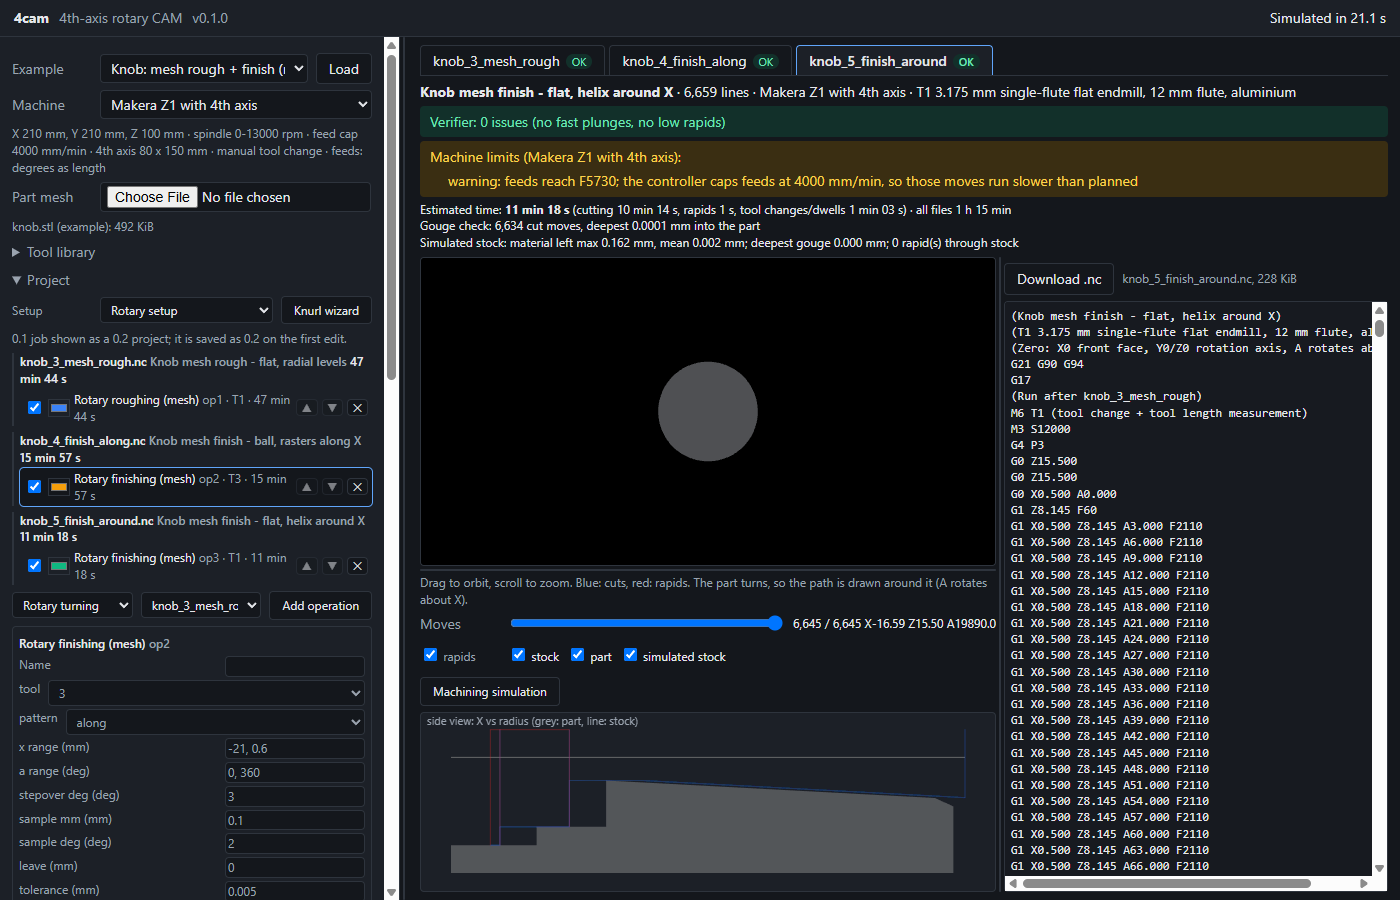 4cam 4th-axis rotary CAM v0.1.0
Simulated in 21.1 s
Example Knob: mesh rough + finish (i Load
Machine Makera Z1 with 4th axis
X 210 mm, Y 210 mm, Z 100 mm · spindle 0-13000 rpm · feed cap
4000 mm/min · 4th axis 80 x 150 mm · manual tool change · feeds:
degrees as length
Part mesh Choose File No file chosen
knob.stl (example): 492 KiB
Tool library
Project
Setup Rotary setup Knurl wizard
0.1 job shown as a 0.2 project; it is saved as 0.2 on the first edit.
knob_3_mesh_rough.nc Knob mesh rough - flat, radial levels 47
min 44 s
Rotary roughing (mesh) op1 · T1 · 47 min
44 s
knob_4_finish_along.nc Knob mesh finish - ball, rasters along X
15 min 57 s
Rotary finishing (mesh) op2 · T3 · 15 min
57 s
knob_5_finish_around.nc Knob mesh finish - flat, helix around X
11 min 18 s
Rotary finishing (mesh) op3 · T1 · 11 min
18 s
Rotary turning knob_3_mesh_rc Add operation
Rotary finishing (mesh) op2
Name
tool 3
pattern along
x range (mm) -21, 0.6
a range (deg) 0, 360
stepover deg (deg) 3
sample mm (mm) 0.1
sample deg (deg) 2
leave (mm) 0
tolerance (mm) 0.005
knob_3_mesh_rough OK knob_4_finish_along OK knob_5_finish_around OK
Knob mesh finish - flat, helix around X · 6,659 lines · Makera Z1 with 4th axis · T1 3.175 mm single-flute flat endmill, 12 mm flute, aluminium
Verifier: 0 issues (no fast plunges, no low rapids)
Machine limits (Makera Z1 with 4th axis):
warning: feeds reach F5730; the controller caps feeds at 4000 mm/min, so those moves run slower than planned
Estimated time: 11 min 18 s (cutting 10 min 14 s, rapids 1 s, tool changes/dwells 1 min 03 s) · all files 1 h 15 min
Gouge check: 6,634 cut moves, deepest 0.0001 mm into the part
Simulated stock: material left max 0.162 mm, mean 0.002 mm; deepest gouge 0.000 mm; 0 rapid(s) through stock
Drag to orbit, scroll to zoom. Blue: cuts, red: rapids. The part turns, so the path is drawn around it (A rotates
about X).
Moves 6,645 / 6,645 X-16.59 Z15.50 A19890.0
rapids stock part simulated stock
Machining simulation
side view: X vs radius (grey: part, line: stock)
Download .nc knob_5_finish_around.nc, 228 KiB
(Knob mesh finish - flat, helix around X)
(T1 3.175 mm single-flute flat endmill, 12 mm flute, al
(Zero: X0 front face, Y0/Z0 rotation axis, A rotates ab
G21 G90 G94
G17
(Run after knob_3_mesh_rough)
M6 T1 (tool change + tool length measurement)
M3 S12000
G4 P3
G0 Z15.500
G0 Z15.500
G0 X0.500 A0.000
G1 Z8.145 F60
G1 X0.500 Z8.145 A3.000 F2110
G1 X0.500 Z8.145 A6.000 F2110
G1 X0.500 Z8.145 A9.000 F2110
G1 X0.500 Z8.145 A12.000 F2110
G1 X0.500 Z8.145 A15.000 F2110
G1 X0.500 Z8.145 A18.000 F2110
G1 X0.500 Z8.145 A21.000 F2110
G1 X0.500 Z8.145 A24.000 F2110
G1 X0.500 Z8.145 A27.000 F2110
G1 X0.500 Z8.145 A30.000 F2110
G1 X0.500 Z8.145 A33.000 F2110
G1 X0.500 Z8.145 A36.000 F2110
G1 X0.500 Z8.145 A39.000 F2110
G1 X0.500 Z8.145 A42.000 F2110
G1 X0.500 Z8.145 A45.000 F2110
G1 X0.500 Z8.145 A48.000 F2110
G1 X0.500 Z8.145 A51.000 F2110
G1 X0.500 Z8.145 A54.000 F2110
G1 X0.500 Z8.145 A57.000 F2110
G1 X0.500 Z8.145 A60.000 F2110
G1 X0.500 Z8.145 A63.000 F2110
G1 X0.500 Z8.145 A66.000 F2110